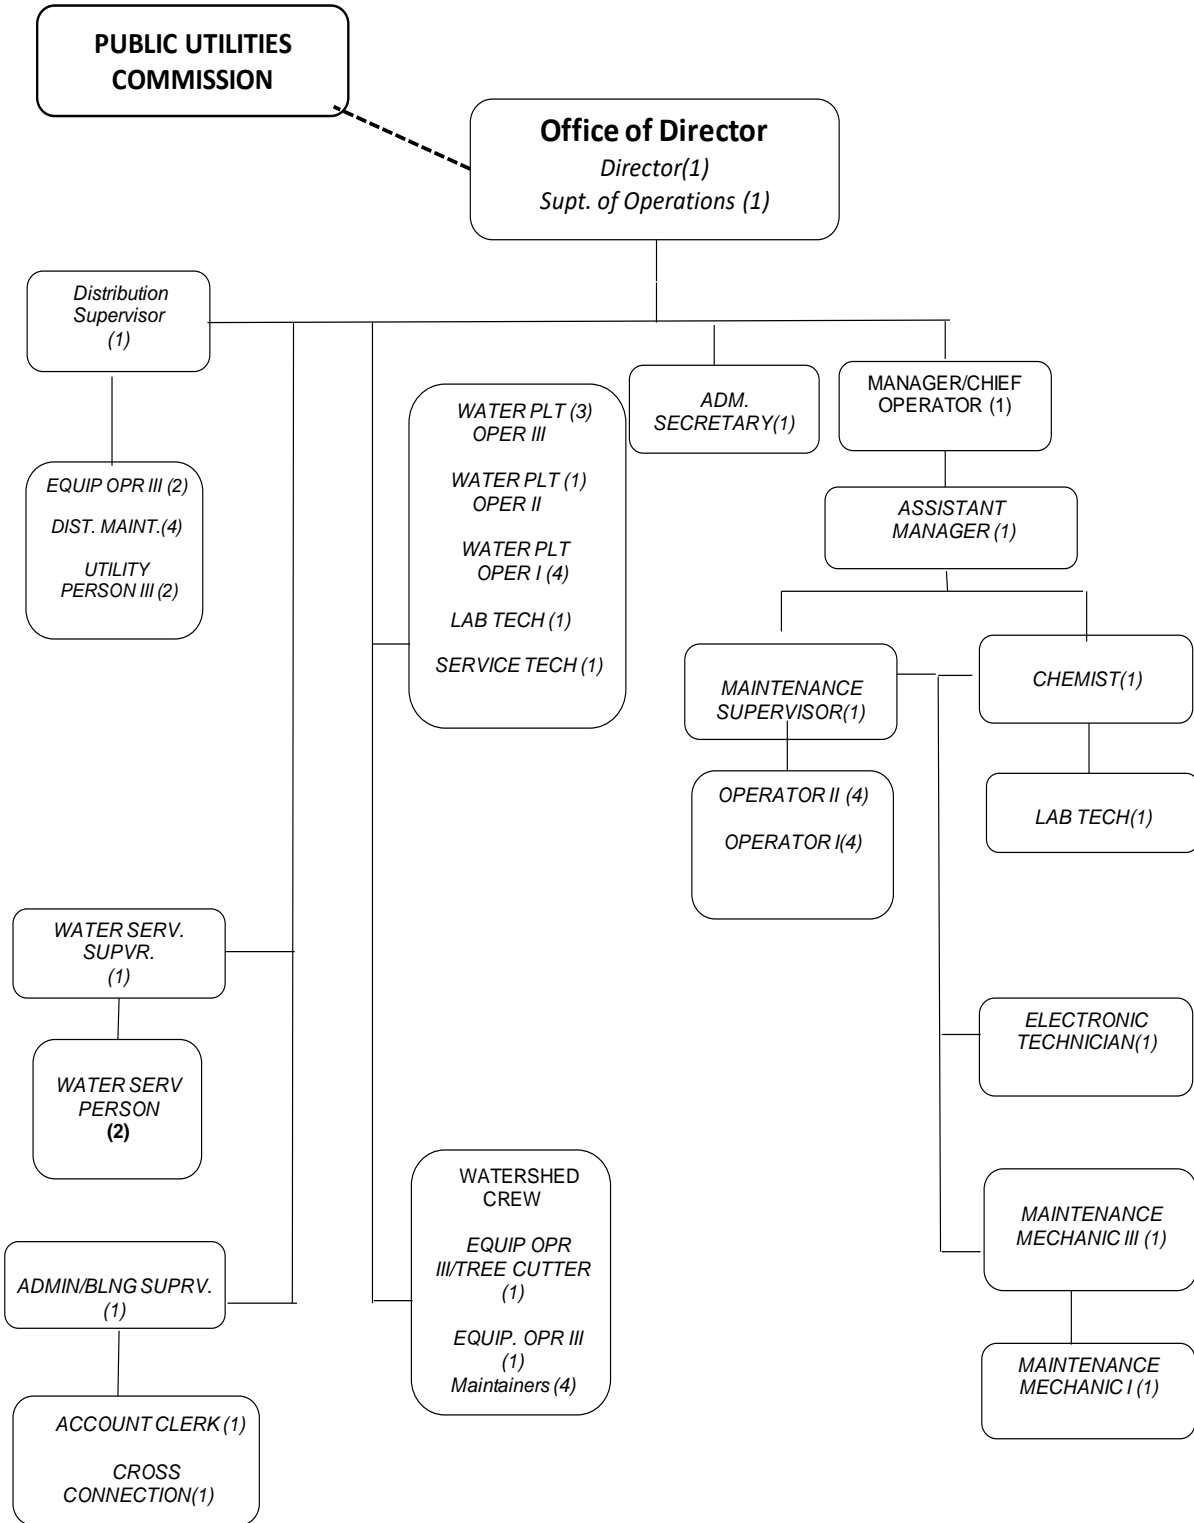 PUBLIC UTILITIES
COMMISSION
Office of Director
Director(1)
Supt. of Operations (1)
Distribution
Supervisor
(1)
EQUIP OPR III (2)
DIST. MAINT.(4)
UTILITY
PERSON III (2)
WATER PLT (3)
OPER III
WATER PLT (1)
OPER II
WATER PLT
OPER I (4)
LAB TECH (1)
SERVICE TECH (1)
ADM.
SECRETARY(1)
MANAGER/CHIEF
OPERATOR (1)
ASSISTANT
MANAGER (1)
MAINTENANCE
SUPERVISOR(1)
CHEMIST(1)
OPERATOR II (4)
OPERATOR I(4)
LAB TECH(1)
WATER SERV.
SUPVR.
(1)
WATER SERV
PERSON
(2)
ELECTRONIC
TECHNICIAN(1)
WATERSHED
CREW
EQUIP OPR
III/TREE CUTTER
(1)
EQUIP. OPR III
(1)
Maintainers (4)
MAINTENANCE
MECHANIC III (1)
MAINTENANCE
MECHANIC I (1)
ADMIN/BLNG SUPRV.
(1)
ACCOUNT CLERK (1)
CROSS
CONNECTION(1)